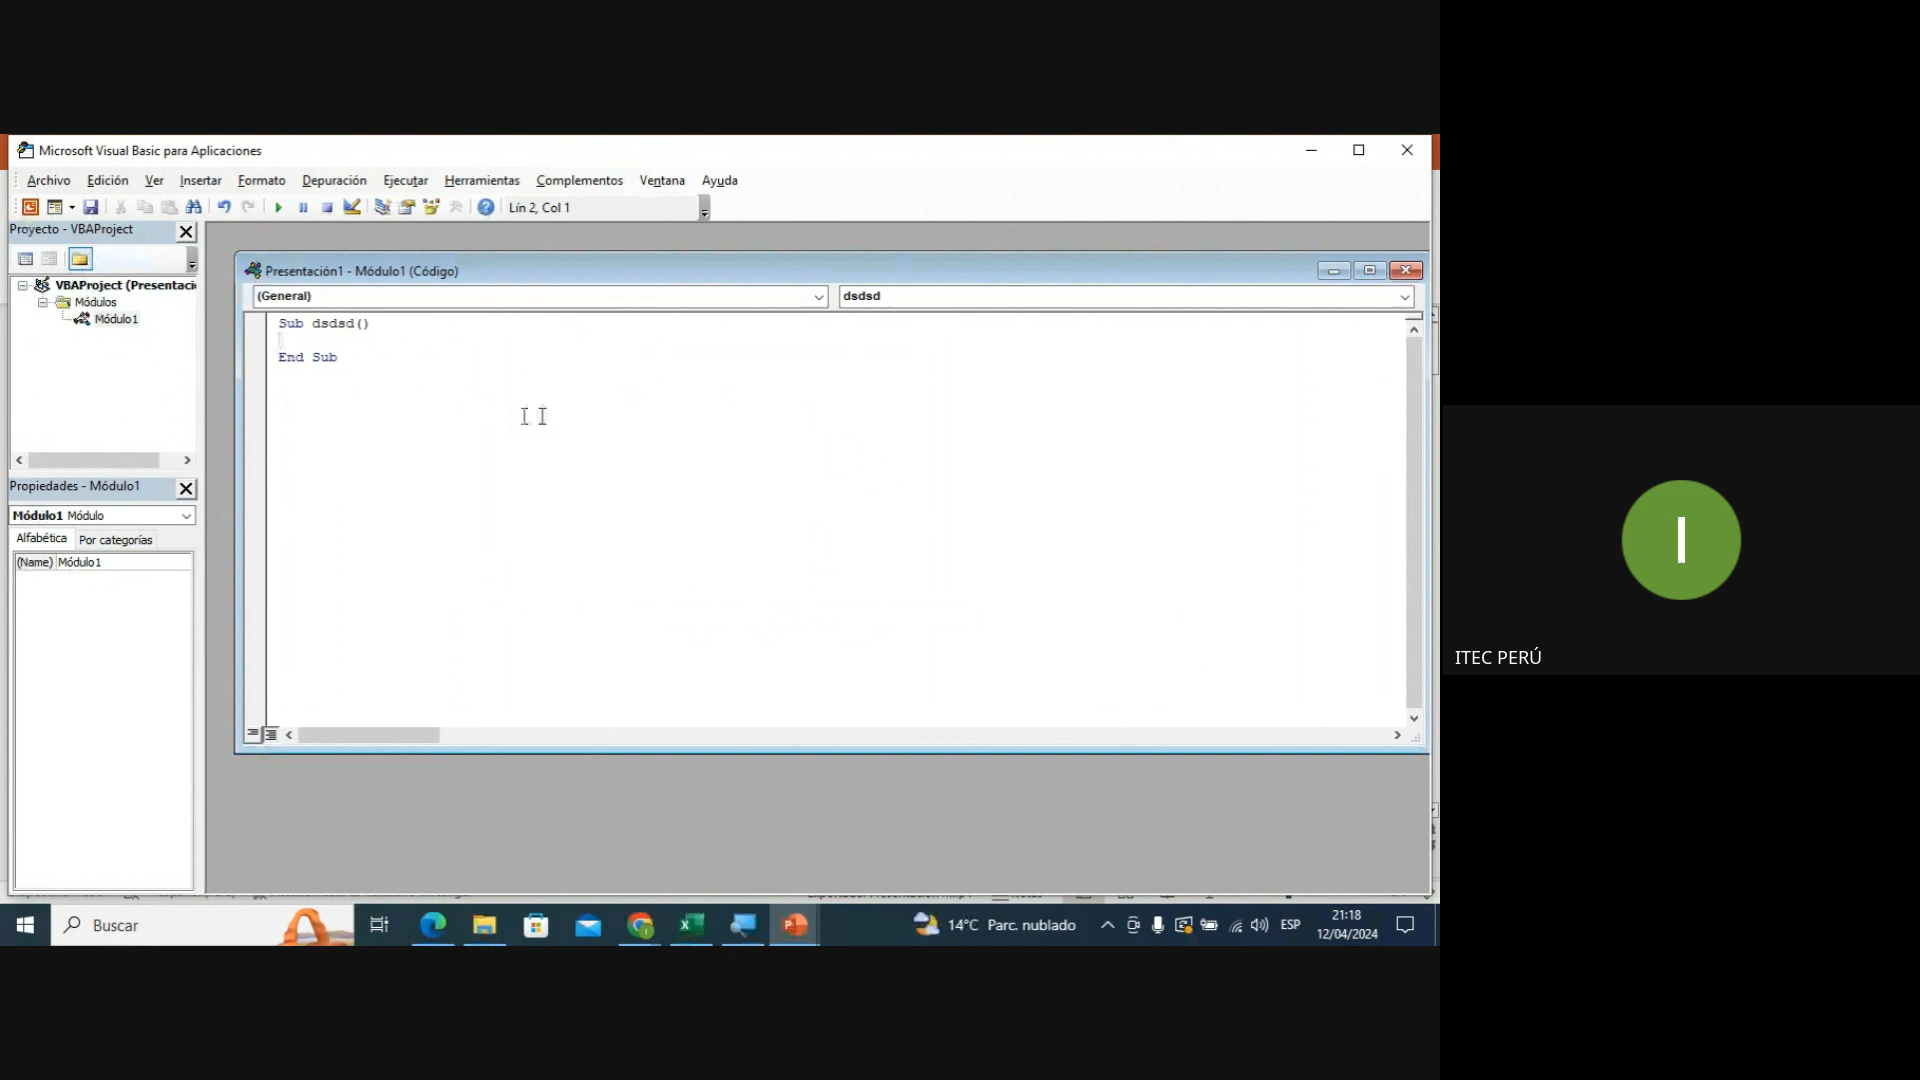 Microsoft Visual Basic para Aplicaciones
Archivo Edición Ver Insertar Formato Depuración Ejecutar Herramientas Complementos Ventana Ayuda
Lín 2, Col 1
Proyecto - VBAProject
VBAProject (Presentaci
Módulos
Módulo1
Presentación1 - Módulo1 (Código)
(General) dsdsd
Sub dsdsd()
End Sub
Propiedades - Módulo1
Módulo1 Módulo
Alfabética Por categorías
(Name) Módulo1
I
ITEC PERÚ
Buscar
14°C Parc. nublado
ESP
21:18
12/04/2024